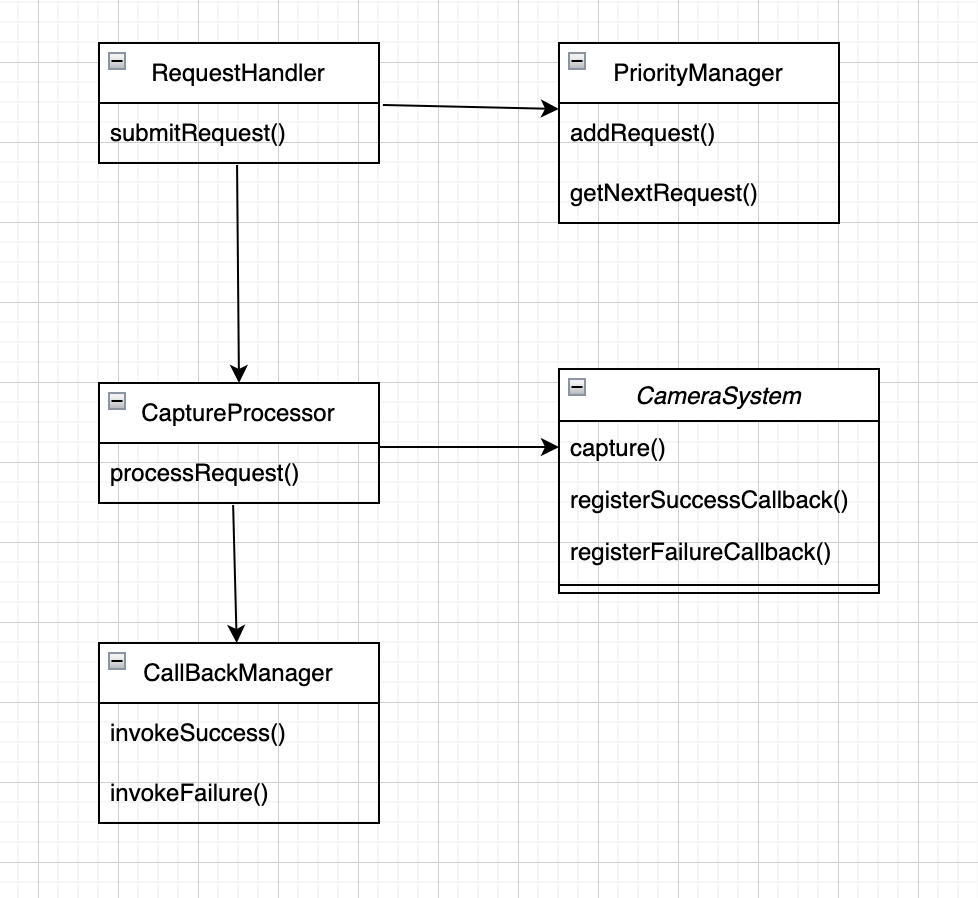 RequestHandler
submitRequest()
PriorityManager
addRequest()
getNextRequest()
CaptureProcessor
processRequest()
CameraSystem
capture()
registerSuccessCallback()
registerFailureCallback()
CallBackManager
invokeSuccess()
invokeFailure()